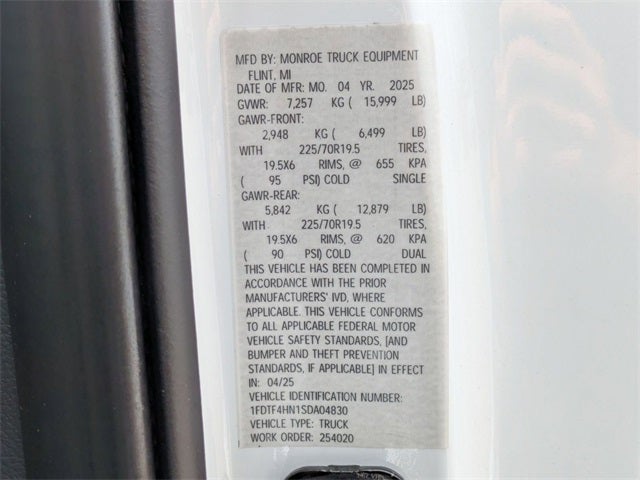 MFD BY: MONROE TRUCK EQUIPMENT
FLINT, MI
DATE OF MFR: MO. 04 YR. 2025
GVWR: 7,257 KG ( 15,999 LB)
GAWR-FRONT:
2,948 KG ( 6,499 LB)
WITH 225/70R19.5 TIRES,
19.5X6 RIMS, @ 655 KPA
( 95 PSI) COLD SINGLE
GAWR-REAR:
5,842 KG ( 12,879 LB)
WITH 225/70R19.5 TIRES,
19.5X6 RIMS, @ 620 KPA
( 90 PSI) COLD DUAL
THIS VEHICLE HAS BEEN COMPLETED IN
ACCORDANCE WITH THE PRIOR
MANUFACTURERS' IVD, WHERE
APPLICABLE. THIS VEHICLE CONFORMS
TO ALL APPLICABLE FEDERAL MOTOR
VEHICLE SAFETY STANDARDS, [AND
BUMPER AND THEFT PREVENTION
STANDARDS, IF APPLICABLE] IN EFFECT
IN: 04/25
VEHICLE IDENTIFICATION NUMBER:
1FDTF4HN1SDA04830
VEHICLE TYPE: TRUCK
WORK ORDER: 254020